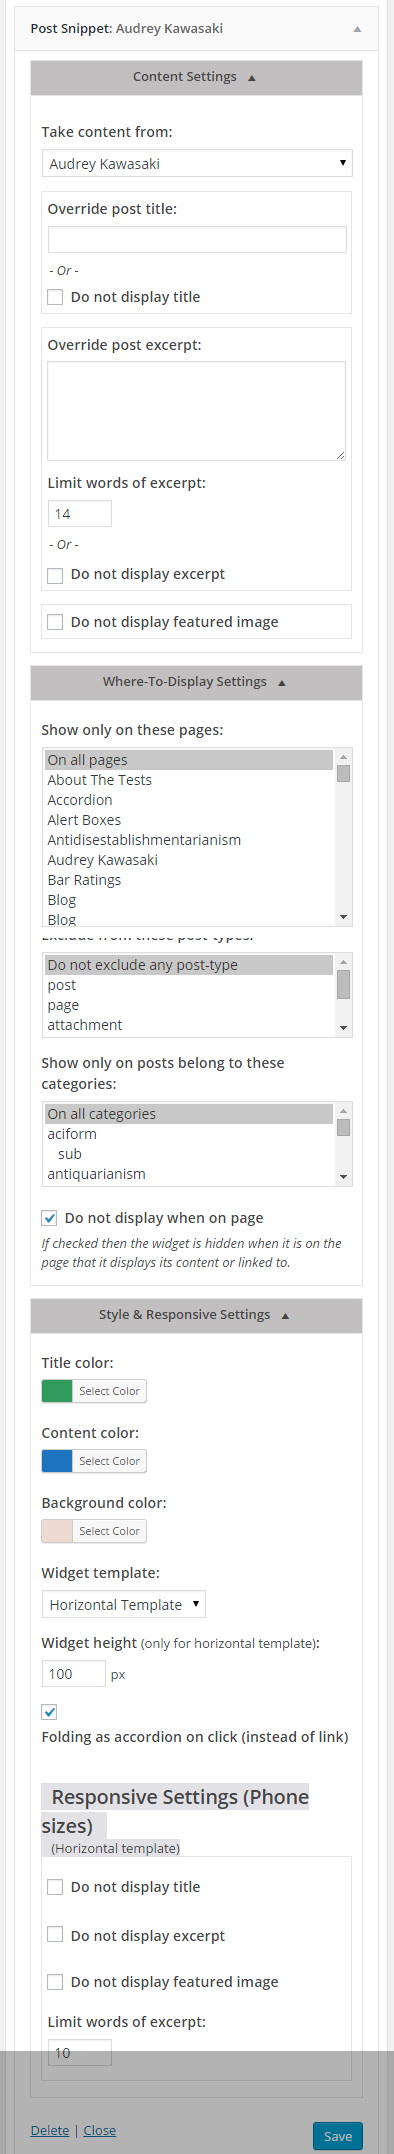 Post Snippet: Audrey Kawasaki
Content Settings
Take content from:
Audrey Kawasaki
Override post title:
- Or -
Do not display title
Override post excerpt:
Limit words of excerpt:
14
- Or -
Do not display excerpt
Do not display featured image
Where-To-Display Settings
Show only on these pages:
On all pages
About The Tests
Accordion
Alert Boxes
Antidisestablishmentarianism
Audrey Kawasaki
Bar Ratings
Blog
Blog
Exclude from these post-types:
Do not exclude any post-type
post
page
attachment
Show only on posts belong to these
categories:
On all categories
aciform
sub
antiquarianism
Do not display when on page
If checked then the widget is hidden when it is on the
page that it displays its content or linked to.
Style & Responsive Settings
Title color:
Select Color
Content color:
Select Color
Background color:
Select Color
Widget template:
Horizontal Template
Widget height (only for horizontal template):
100 px
Folding as accordion on click (instead of link)
Responsive Settings (Phone
sizes)
(Horizontal template)
Do not display title
Do not display excerpt
Do not display featured image
Limit words of excerpt:
10
Delete | Close Save